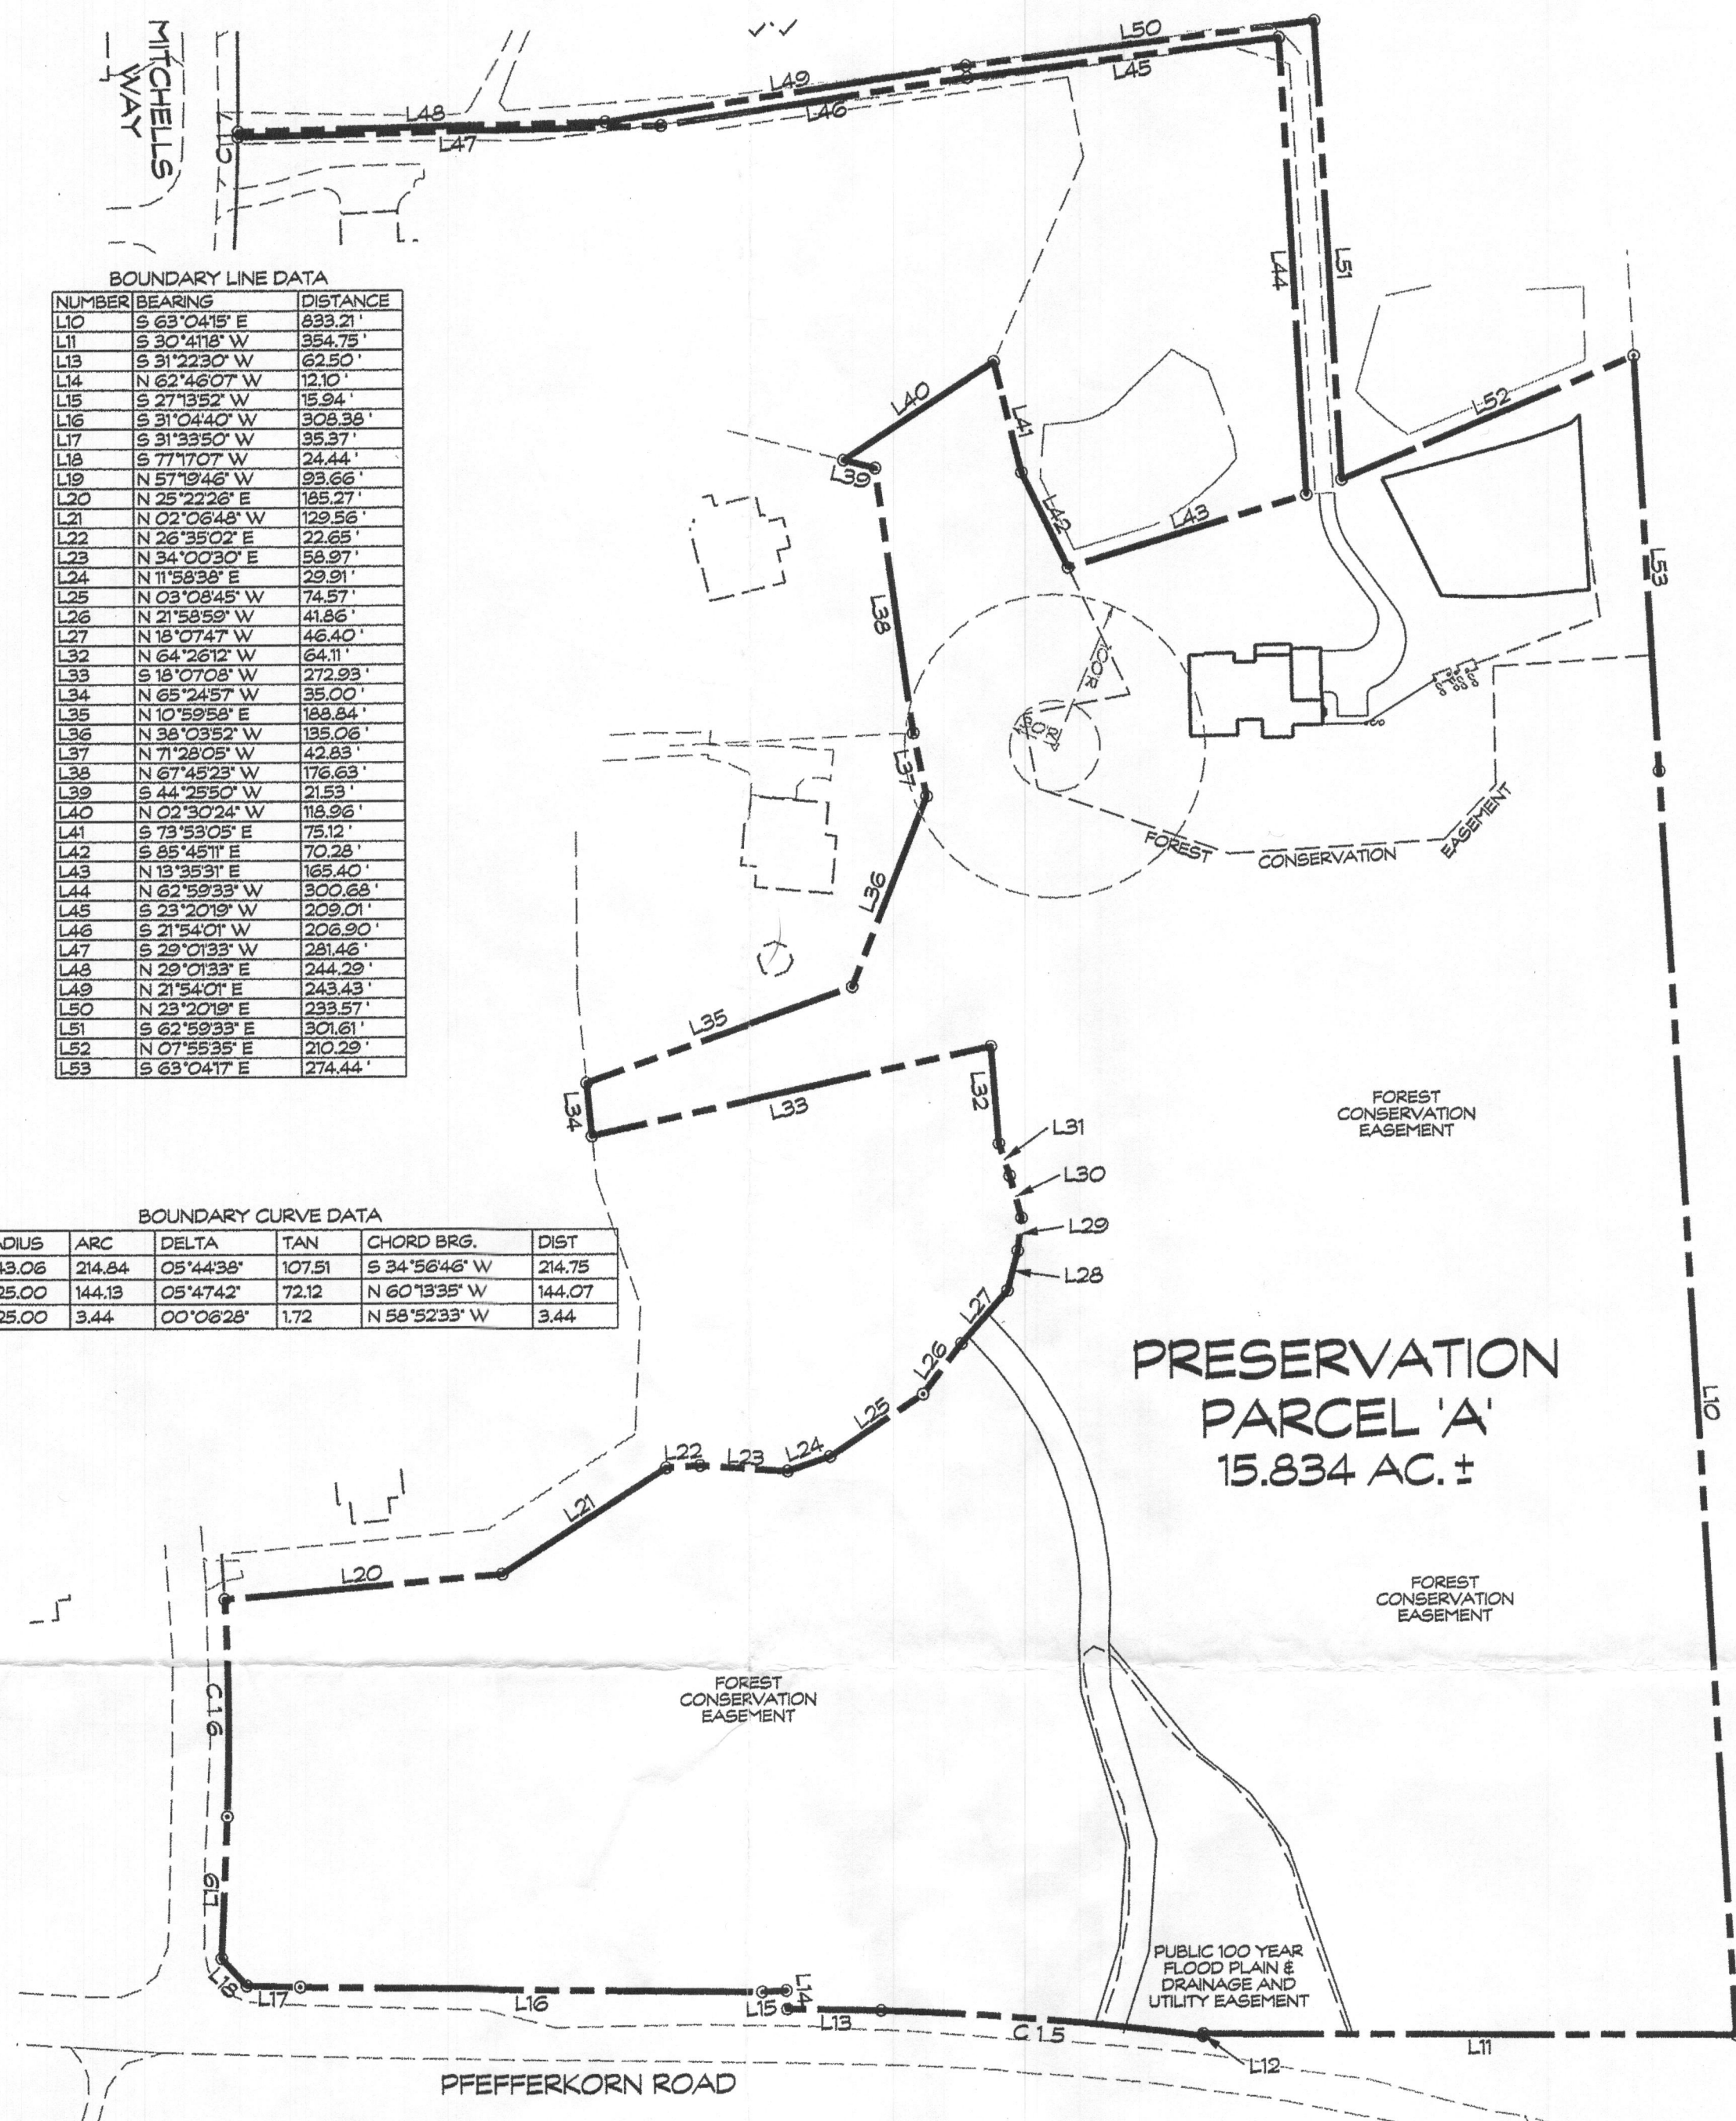 MITCHELLS
WAY
L50
L49
L45
L46
L48
L47
L44
L51
BOUNDARY LINE DATA
NUMBER BEARING DISTANCE
L10 S 63°04'15" E 833.21'
L11 S 30°41'18" W 354.75'
L13 S 31°22'30" W 62.50'
L14 N 62°46'07" W 12.10'
L15 S 27°13'52" W 15.94'
L16 S 31°04'40" W 308.38'
L17 S 31°33'50" W 35.37'
L18 S 77°17'07" W 24.44'
L19 N 57°19'46" W 93.66'
L20 N 25°22'26" E 185.27'
L21 N 02°06'48" W 129.56'
L22 N 26°35'02" E 22.65'
L23 N 34°00'30" E 58.97'
L24 N 11°58'38" E 29.91'
L25 N 03°08'45" W 74.57'
L26 N 21°58'59" W 41.86'
L27 N 18°07'47" W 46.40'
L32 N 64°26'12" W 64.11'
L33 S 18°07'08" W 272.93'
L34 N 65°24'57" W 35.00'
L35 N 10°59'58" E 188.84'
L36 N 38°03'52" W 135.06'
L37 N 71°28'05" W 42.83'
L38 N 67°45'23" W 176.63'
L39 S 44°25'50" W 21.53'
L40 N 02°30'24" W 118.96'
L41 S 73°53'05" E 75.12'
L42 S 85°45'11" E 70.28'
L43 N 13°35'31" E 165.40'
L44 N 62°59'33" W 300.68'
L45 S 23°20'19" W 209.01'
L46 S 21°54'01" W 206.90'
L47 S 29°01'33" W 281.46'
L48 N 29°01'33" E 244.29'
L49 N 21°54'01" E 243.43'
L50 N 23°20'19" E 233.57'
L51 S 62°59'33" E 301.61'
L52 N 07°55'35" E 210.29'
L53 S 63°04'17" E 274.44'
L40
L41
L52
L39
L42
L43
L53
L38
100R
L37
FOREST CONSERVATION EASEMENT
L36
L35
L34
L33
L32
L31
L30
L29
L28
L27
FOREST
CONSERVATION
EASEMENT
BOUNDARY CURVE DATA
ADIUS ARC DELTA TAN CHORD BRG. DIST
43.06 214.84 05°44'38" 107.51 S 34°56'46" W 214.75
25.00 144.13 05°47'42" 72.12 N 60°13'35" W 144.07
25.00 3.44 00°06'28" 1.72 N 58°52'33" W 3.44
L26
L25
L10
PRESERVATION
PARCEL 'A'
15.834 AC. ±
L22
L23
L24
L21
L20
FOREST
CONSERVATION
EASEMENT
FOREST
CONSERVATION
EASEMENT
C16
L19
PUBLIC 100 YEAR
FLOOD PLAIN &
DRAINAGE AND
UTILITY EASEMENT
L18
L17
L16
L15
L14
L13
C15
L12
L11
PFEFFERKORN ROAD